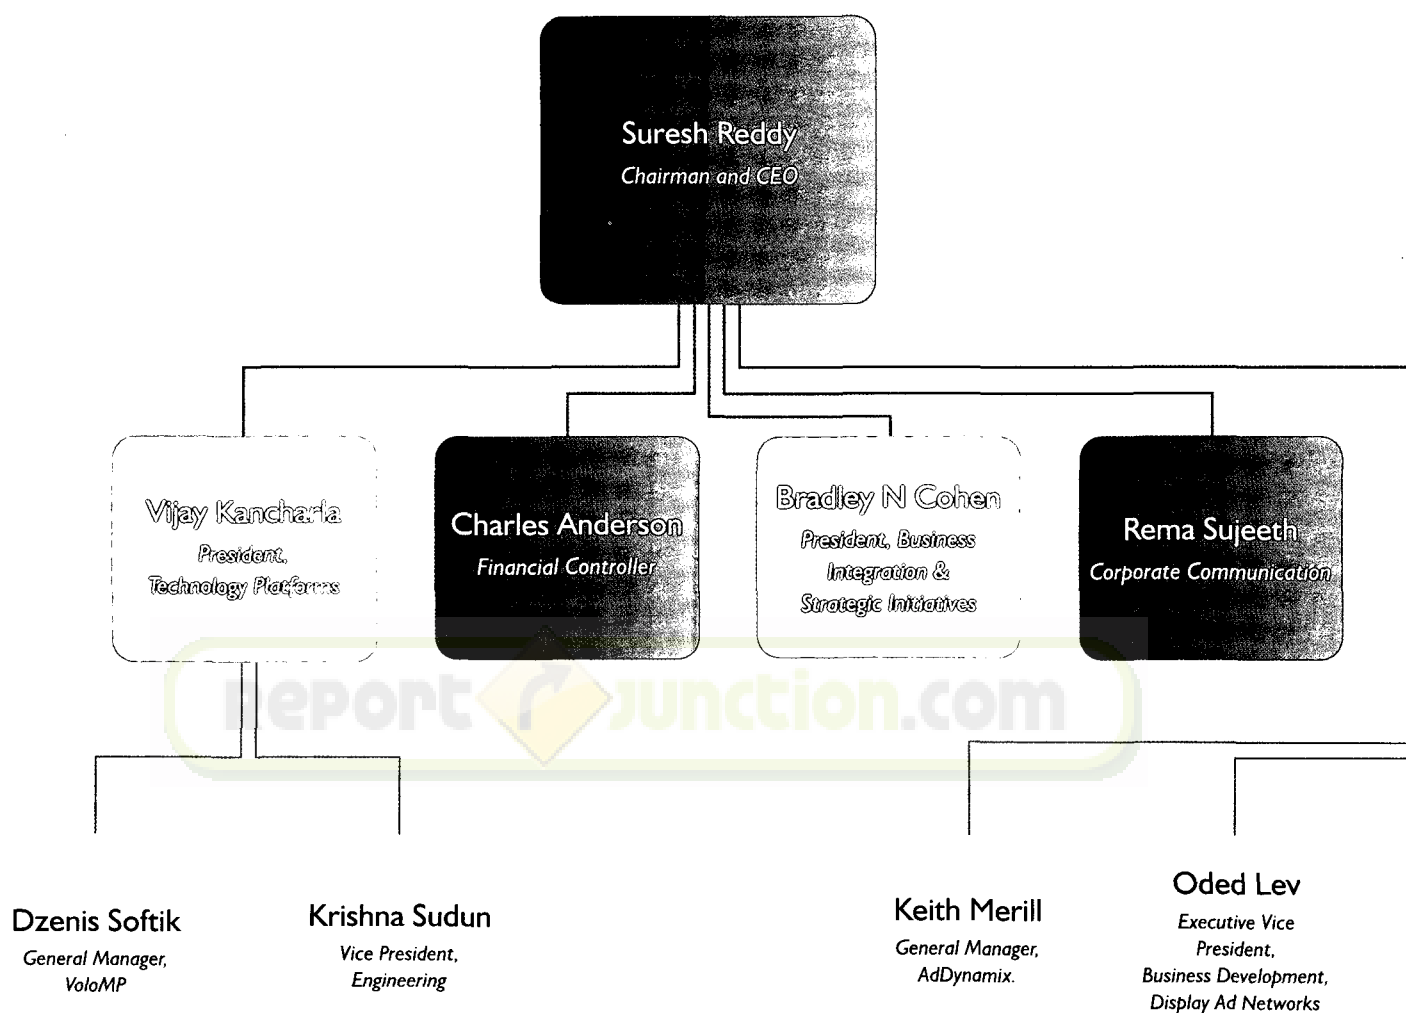 Suresh Reddy
Chairman and CEO
Vijay Kancharla
President,
Technology Platforms
Charles Anderson
Financial Controller
Bradley N Cohen
President, Business
Integration &
Strategic Initiatives
Rema Sujeeth
Corporate Communication
REPORT JUNCTION.COM
Dzenis Softik
General Manager,
VoloMP
Krishna Sudun
Vice President,
Engineering
Keith Merill
General Manager,
AdDynamix.
Oded Lev
Executive Vice
President,
Business Development,
Display Ad Networks